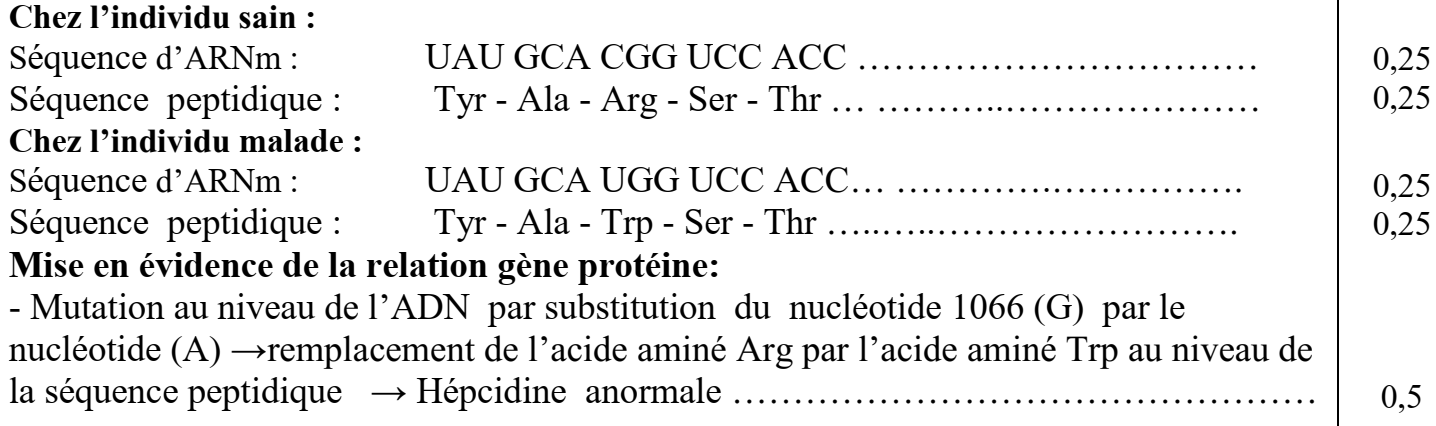 Chez l'individu sain :
Séquence d'ARNm : UAU GCA CGG UCC ACC …………………………… 0,25
Séquence peptidique : Tyr - Ala - Arg - Ser - Thr … ………..…………………… 0,25
Chez l'individu malade :
Séquence d'ARNm : UAU GCA UGG UCC ACC… ………….……………. 0,25
Séquence peptidique : Tyr - Ala - Trp - Ser - Thr …..…..………………………. 0,25
Mise en évidence de la relation gène protéine:
- Mutation au niveau de l'ADN par substitution du nucléotide 1066 (G) par le
nucléotide (A) →remplacement de l'acide aminé Arg par l'acide aminé Trp au niveau de
la séquence peptidique → Hépcidine anormale …………………………………………… 0,5